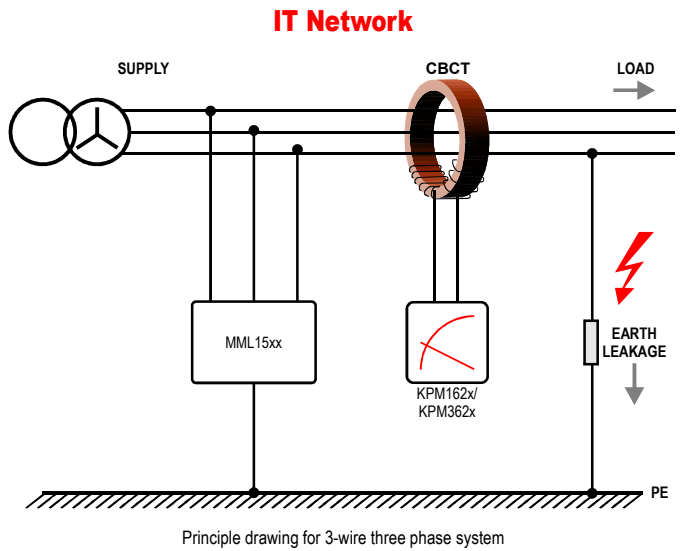 IT Network
SUPPLY
CBCT
LOAD
MML15xx
KPM162x/
KPM362x
EARTH
LEAKAGE
PE
Principle drawing for 3-wire three phase system